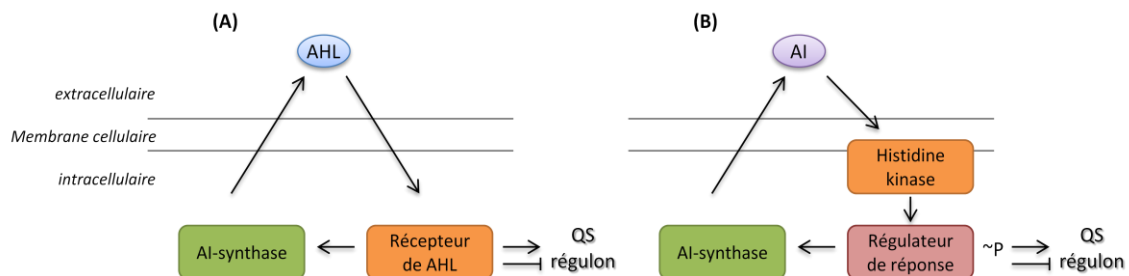 (A)
AHL
extracellulaire
Membrane cellulaire
intracellulaire
AI-synthase
Récepteur
de AHL
QS
régulon
(B)
AI
Histidine
kinase
AI-synthase
Régulateur
de réponse
~P
QS
régulon